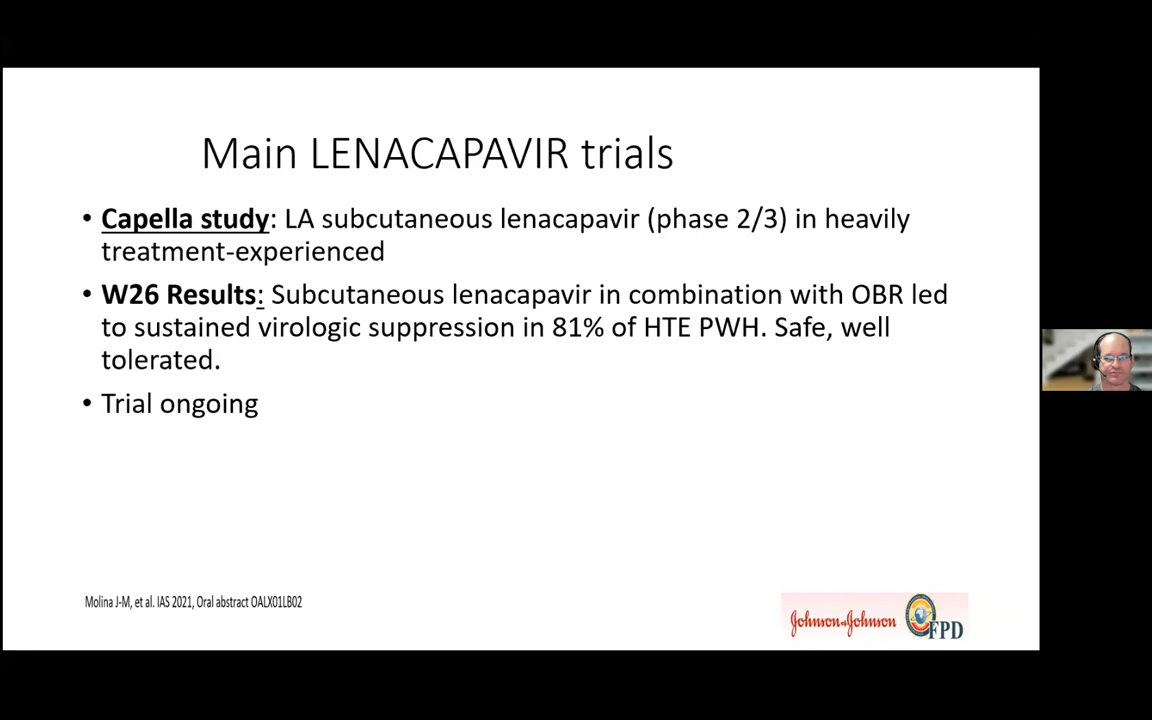 Main LENACAPAVIR trials
• Capella study: LA subcutaneous lenacapavir (phase 2/3) in heavily
treatment-experienced
• W26 Results: Subcutaneous lenacapavir in combination with OBR led
to sustained virologic suppression in 81% of HTE PWH. Safe, well
tolerated.
• Trial ongoing
Molina J-M, et al. IAS 2021, Oral abstract OALX01LB02
Johnson & Johnson
FPD